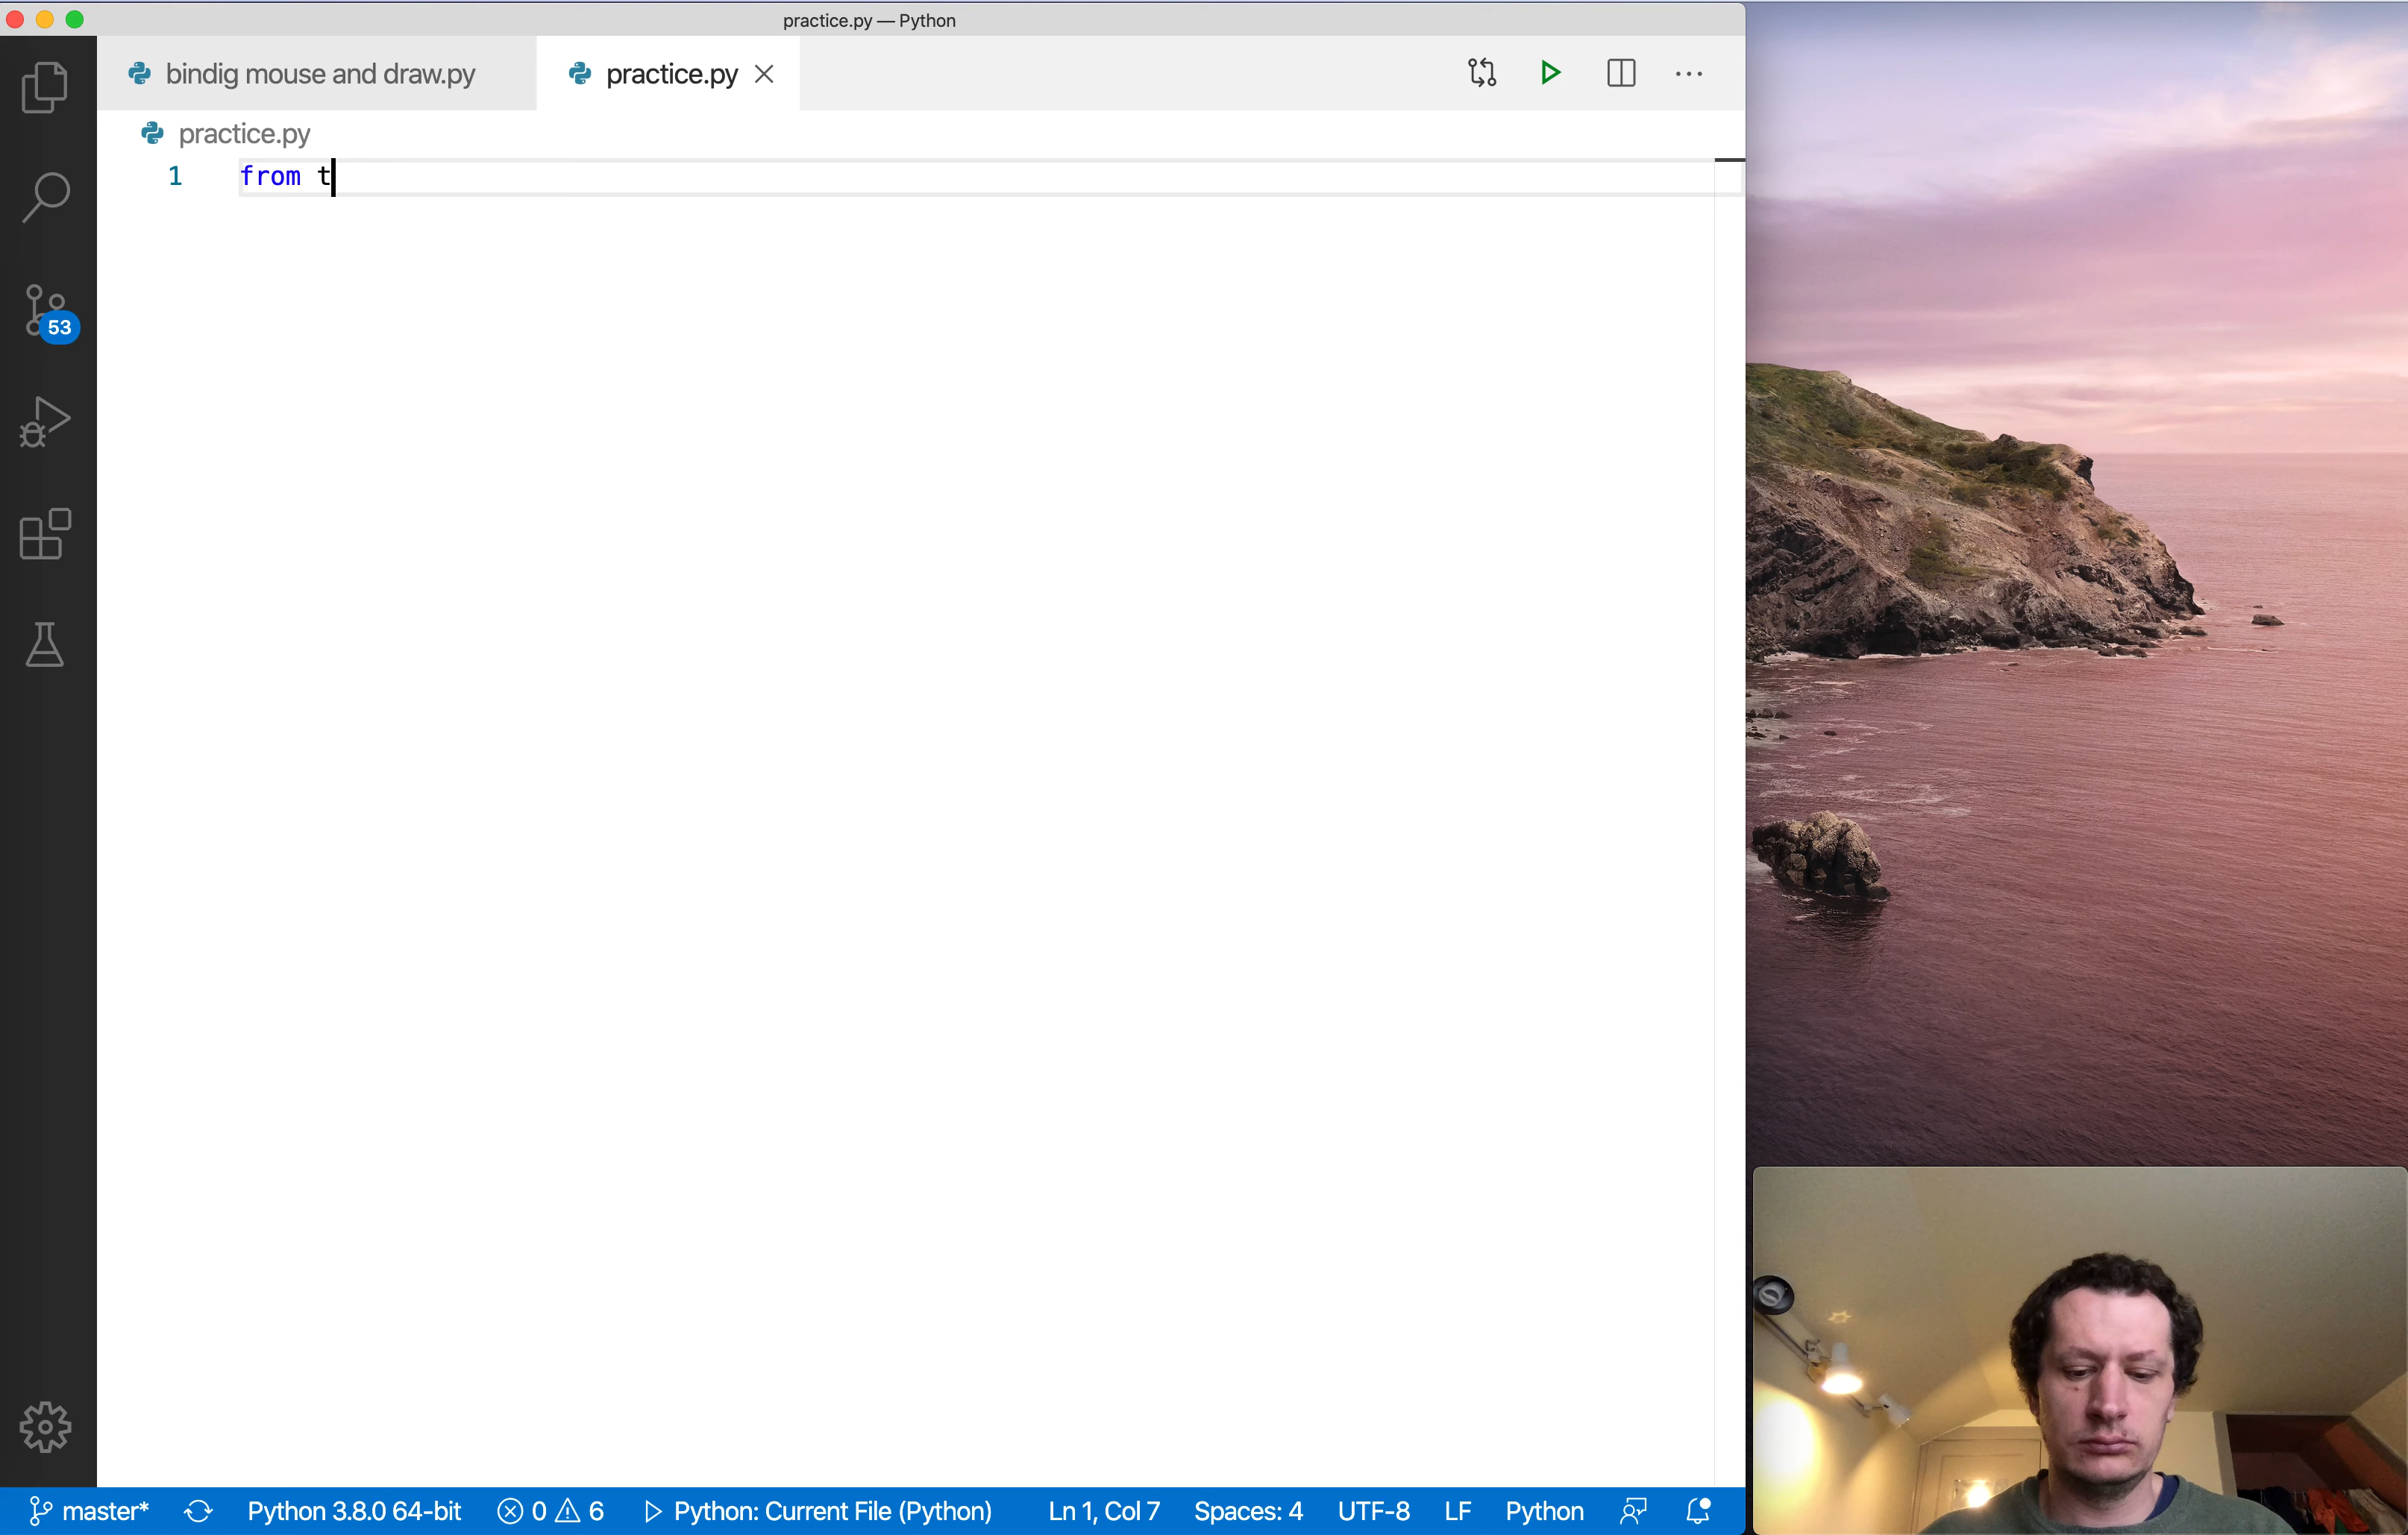 practice.py — Python
bindig mouse and draw.py
practice.py
practice.py
1 from t
53
master* Python 3.8.0 64-bit 0 6 Python: Current File (Python) Ln 1, Col 7 Spaces: 4 UTF-8 LF Python